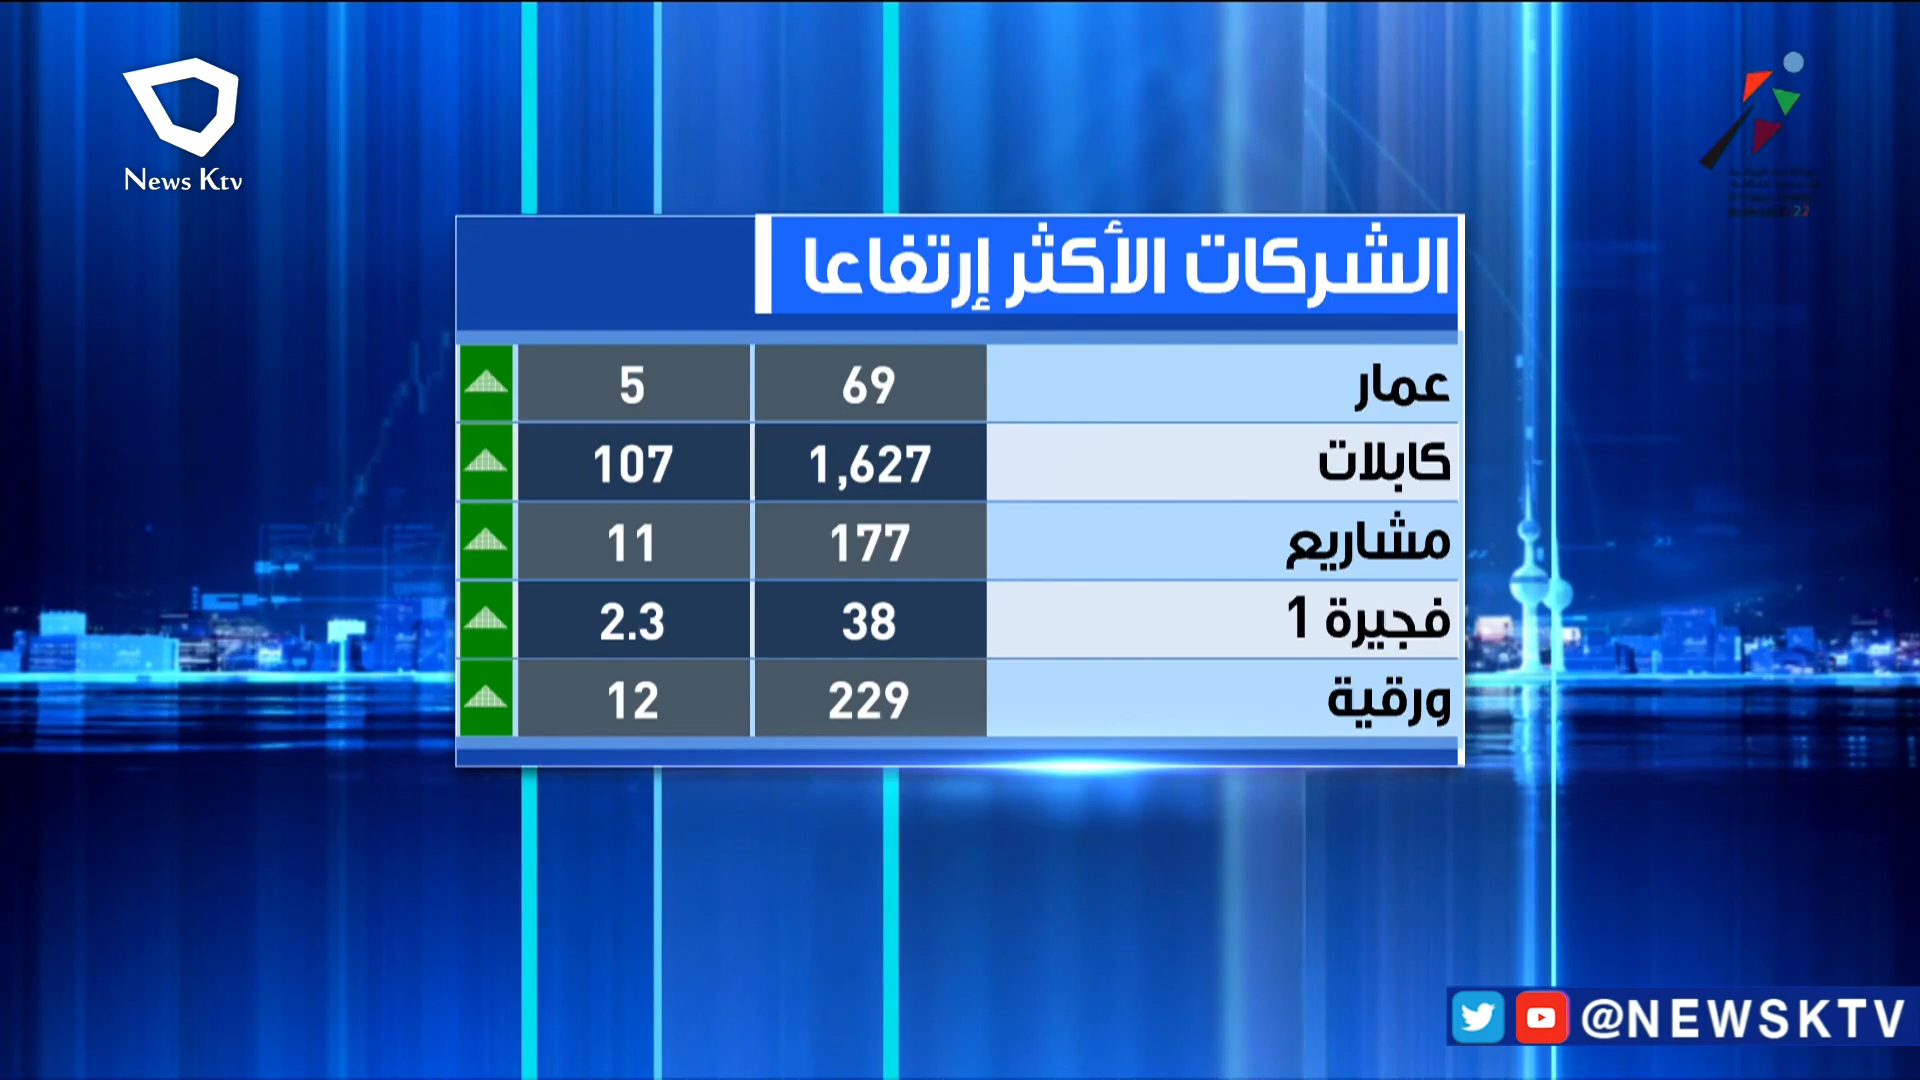 News Ktv
الشركات الأكثر إرتفاعا
عمار 69 5
كابلات 1,627 107
مشاريع 177 11
فجيرة 1 38 2.3
ورقية 229 12
@NEWSKTV